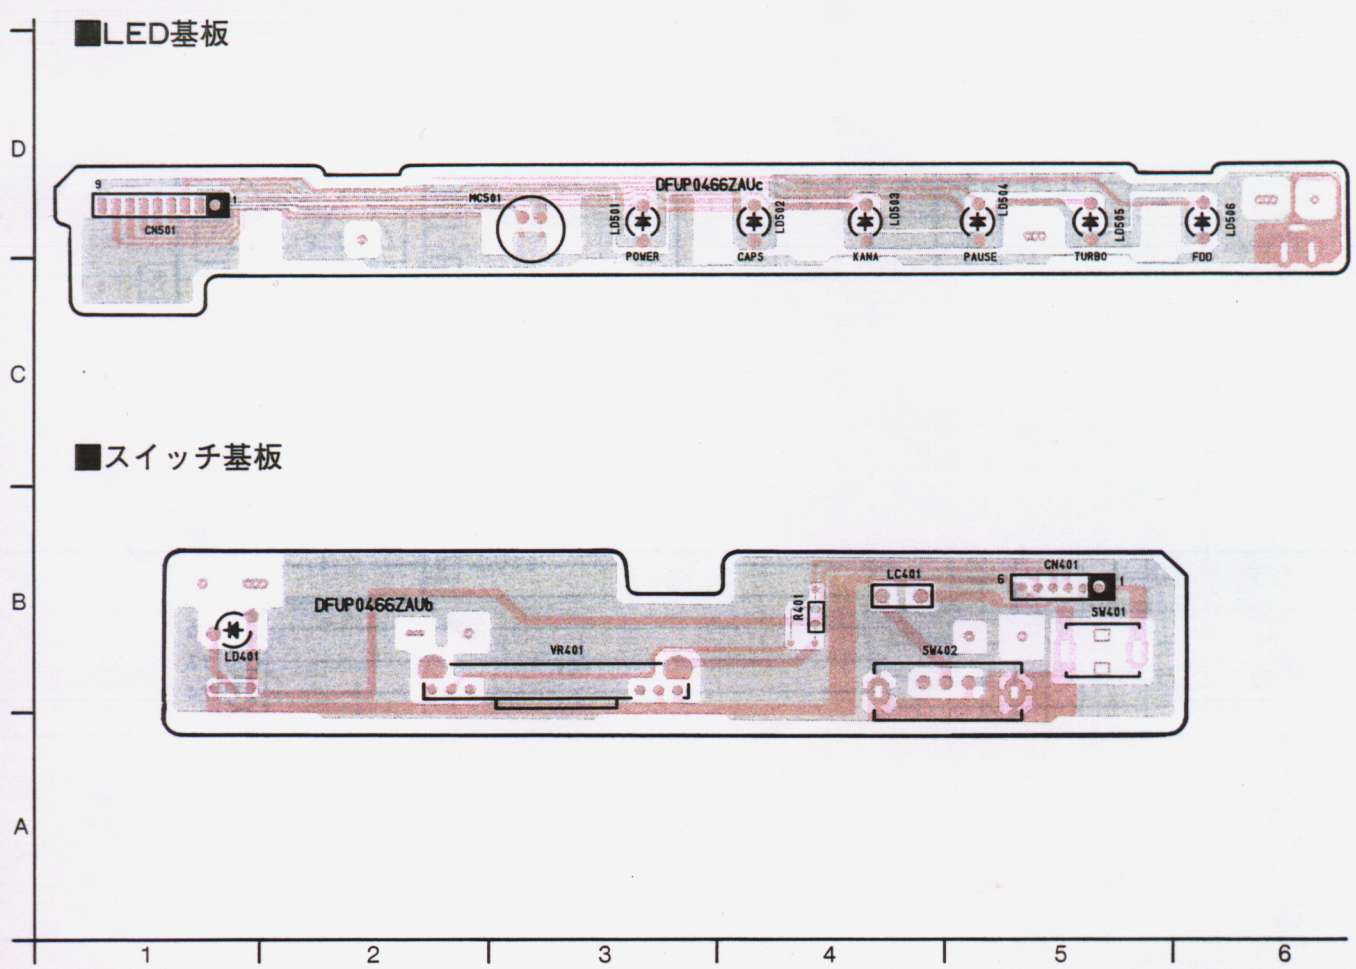 ■LED基板
D
9
1
CN501
MC501
DFUP0466ZAUc
LD501
LD502
LD503
LD504
LD505
LD506
POWER
CAPS
KANA
PAUSE
TURBO
FDD
C
■スイッチ基板
B
DFUP0466ZAUb
LD401
VR401
R401
LC401
CN401
6
1
SW401
SW402
A
1 2 3 4 5 6